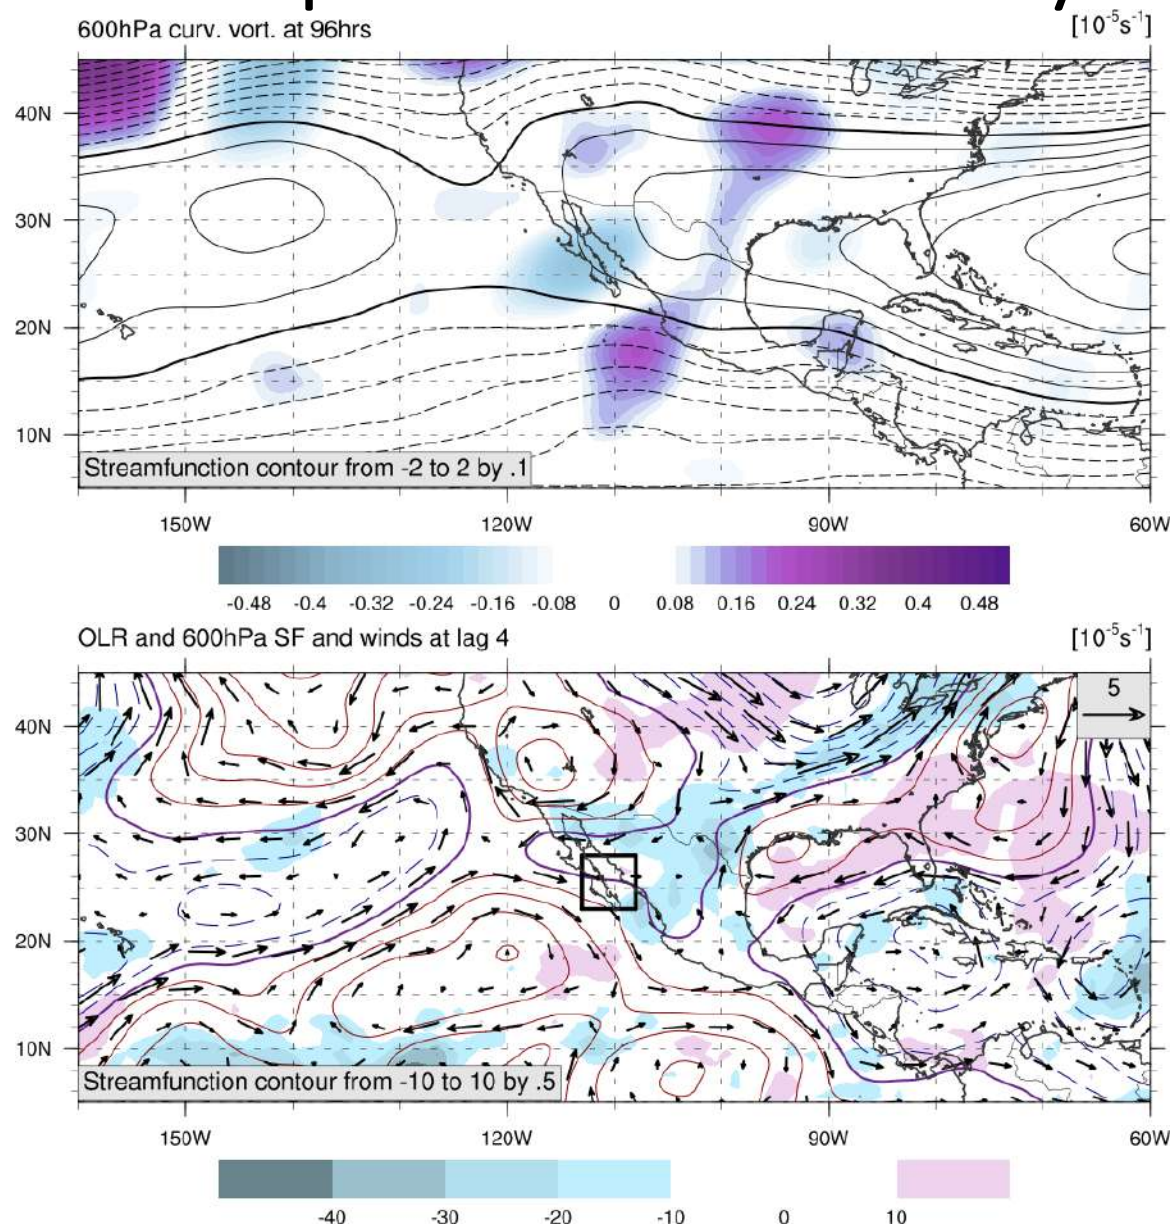 600hPa curv. vort. at 96hrs [10⁻⁵s⁻¹]
40N
30N
20N
10N
Streamfunction contour from -2 to 2 by .1
150W 120W 90W 60W
-0.48 -0.4 -0.32 -0.24 -0.16 -0.08 0 0.08 0.16 0.24 0.32 0.4 0.48
OLR and 600hPa SF and winds at lag 4 [10⁻⁵s⁻¹]
5
40N
30N
20N
10N
Streamfunction contour from -10 to 10 by .5
150W 120W 90W 60W
-40 -30 -20 -10 0 10